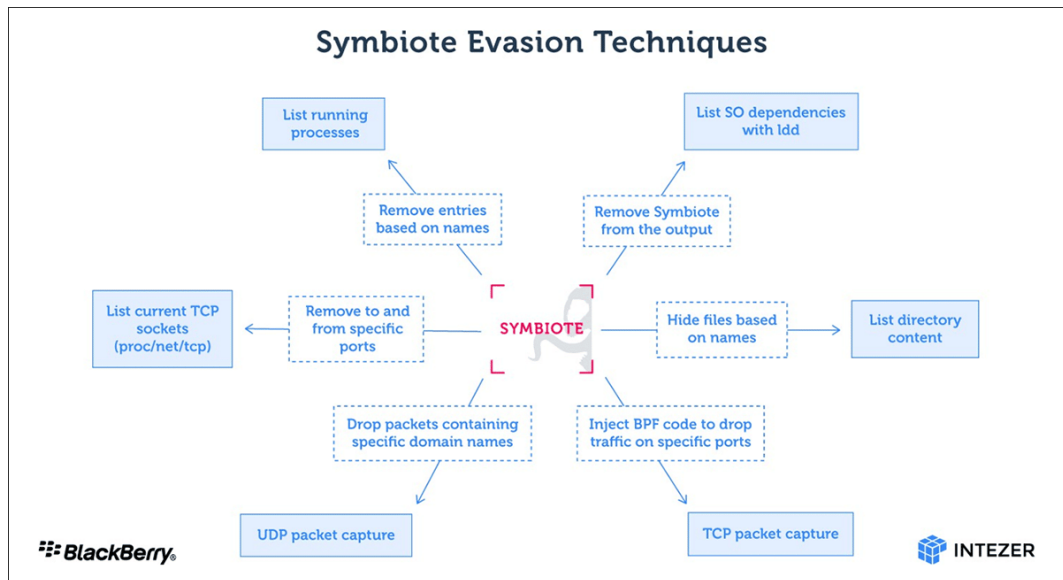 Symbiote Evasion Techniques
List running
processes
List SO dependencies
with ldd
Remove entries
based on names
Remove Symbiote
from the output
List current TCP
sockets
(proc/net/tcp)
Remove to and
from specific
ports
SYMBIOTE
Hide files based
on names
List directory
content
Drop packets containing
specific domain names
Inject BPF code to drop
traffic on specific ports
UDP packet capture
TCP packet capture
BlackBerry®
INTEZER